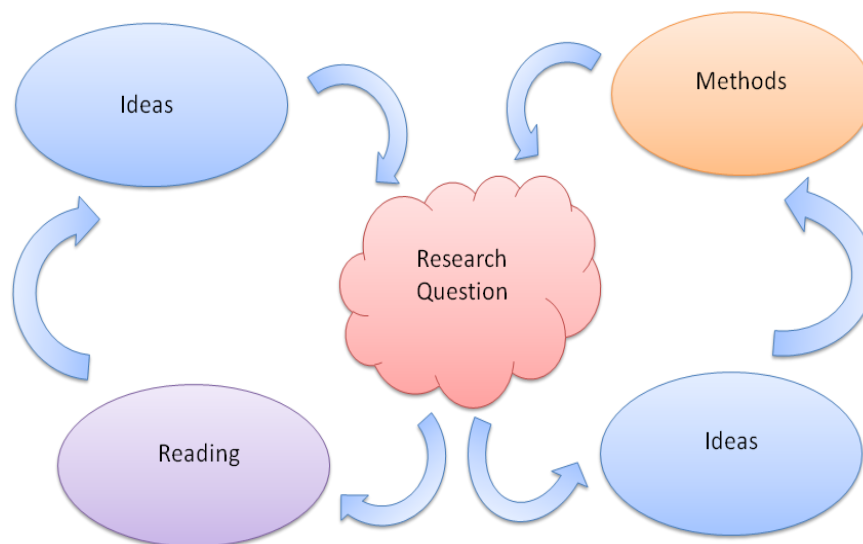 Ideas
Methods
Research
Question
Reading
Ideas